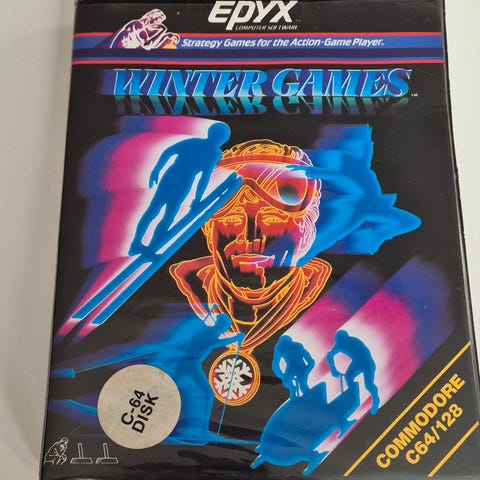 EPYX
COMPUTER SOFTWARE
Strategy Games for the Action-Game Player.
WINTER GAMES
C-64
DISK
COMMODORE
C64/128